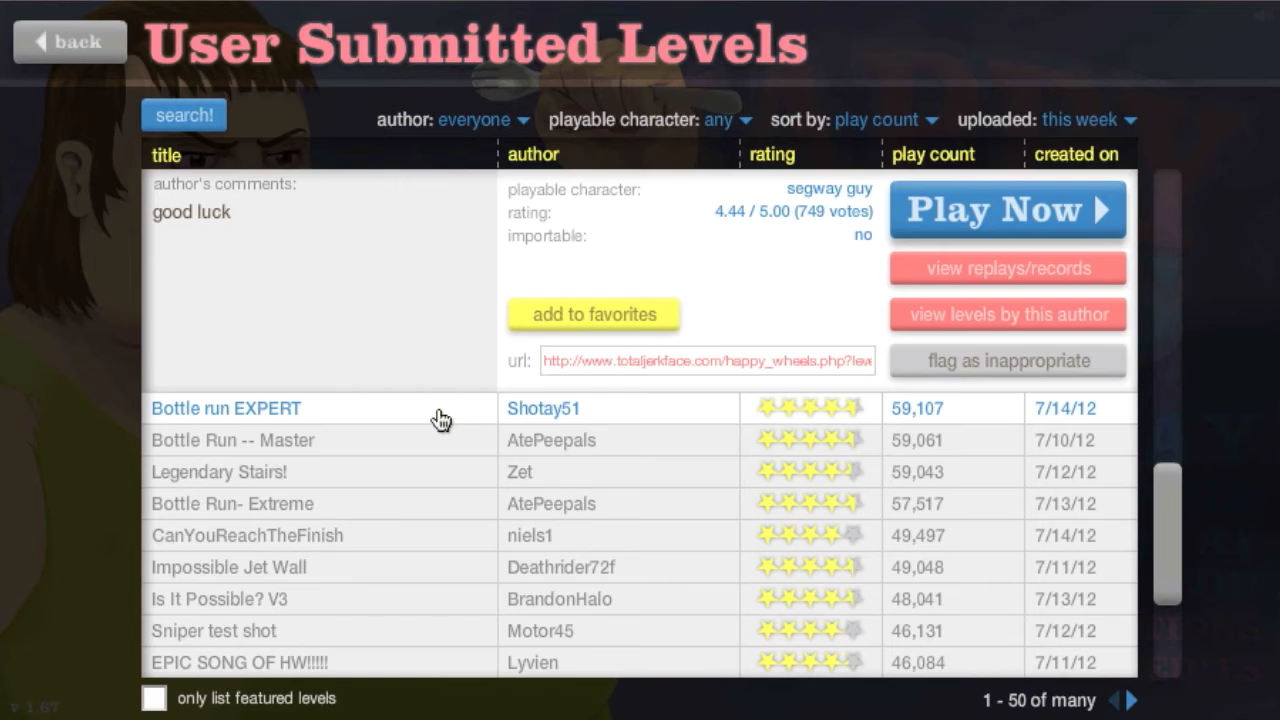 back
User Submitted Levels
search!
author: everyone playable character: any sort by: play count uploaded: this week
title author rating play count created on
author's comments:
good luck
playable character: segway guy
rating: 4.44 / 5.00 (749 votes)
importable: no
Play Now
view replays/records
add to favorites
view levels by this author
url: http://www.totaljerkface.com/happy_wheels.php?lev
flag as inappropriate
Bottle run EXPERT Shotay51 59,107 7/14/12
Bottle Run -- Master AtePeepals 59,061 7/10/12
Legendary Stairs! Zet 59,043 7/12/12
Bottle Run- Extreme AtePeepals 57,517 7/13/12
CanYouReachTheFinish niels1 49,497 7/14/12
Impossible Jet Wall Deathrider72f 49,048 7/11/12
Is It Possible? V3 BrandonHalo 48,041 7/13/12
Sniper test shot Motor45 46,131 7/12/12
EPIC SONG OF HW!!!!! Lyvien 46,084 7/11/12
only list featured levels
1 - 50 of many
v 1.67